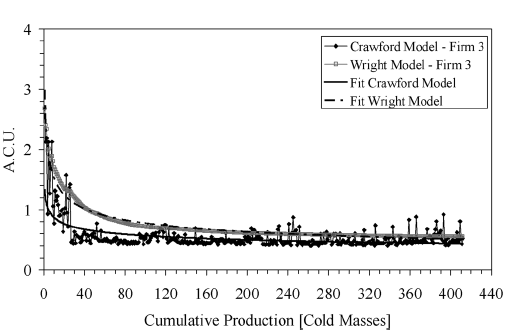 4
Crawford Model - Firm 3
Wright Model - Firm 3
Fit Crawford Model
Fit Wright Model
3
A.C.U.
2
1
0
0 40 80 120 160 200 240 280 320 360 400 440
Cumulative Production [Cold Masses]